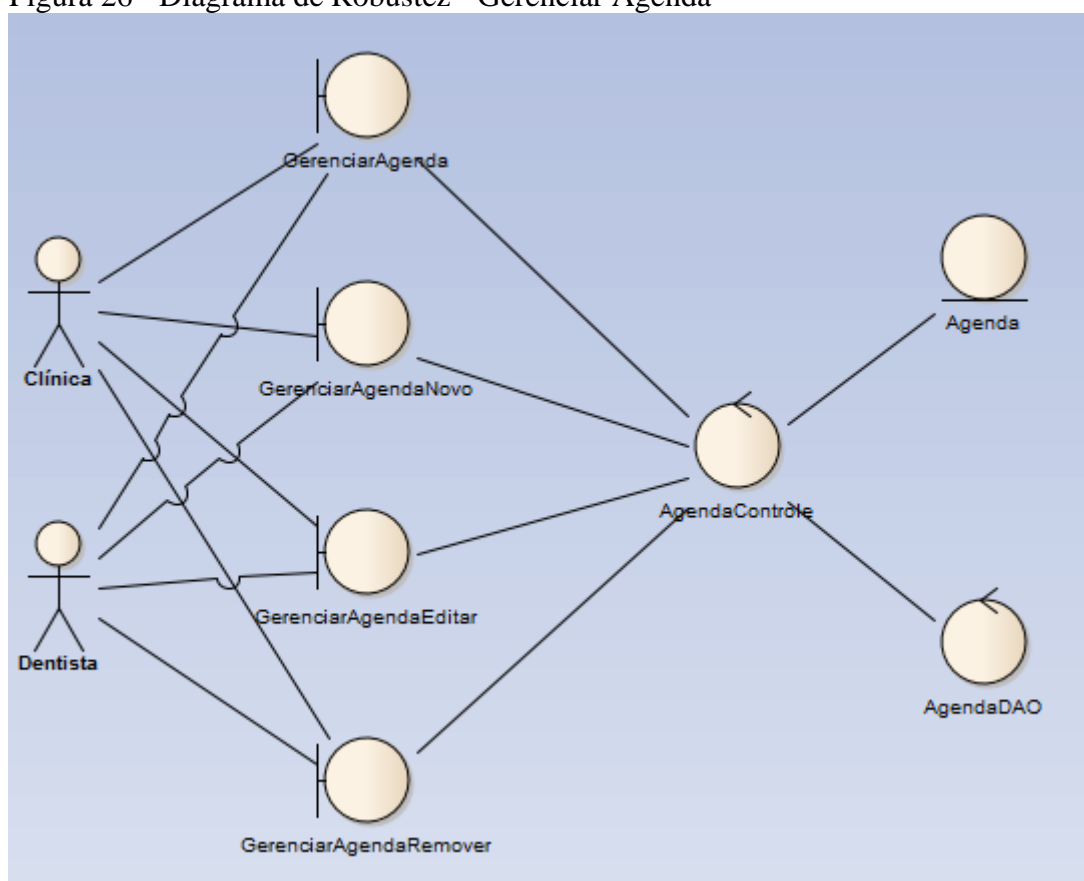 Figura 26 - Diagrama de Robustez - Gerenciar Agenda
GerenciarAgenda
Clínica
GerenciarAgendaNovo
Agenda
AgendaControle
GerenciarAgendaEditar
Dentista
AgendaDAO
GerenciarAgendaRemover